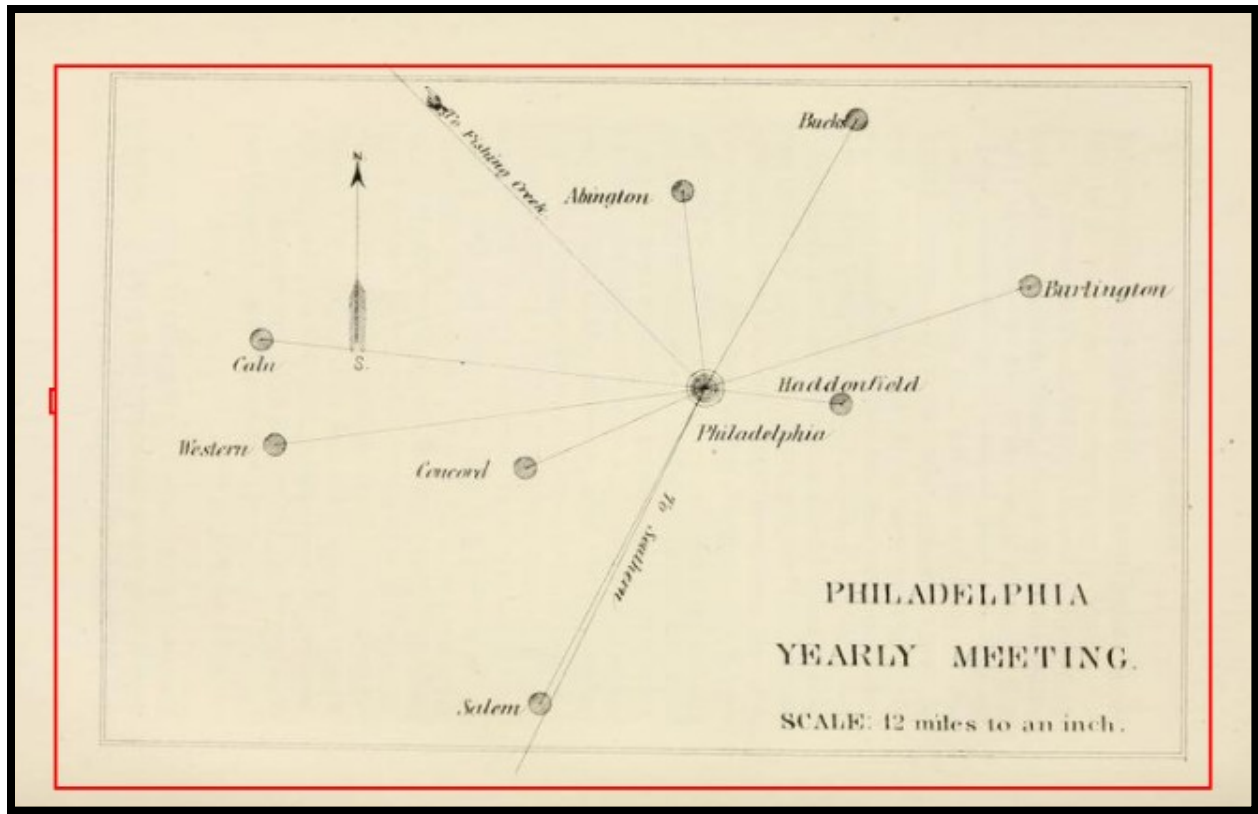 Bucks
To Fishing Creek.
N.
Abington
Burlington
Caln
S.
Haddonfield
Philadelphia
Western
Concord
To Southern
PHILADELPHIA
YEARLY MEETING.
Salem
SCALE: 12 miles to an inch.